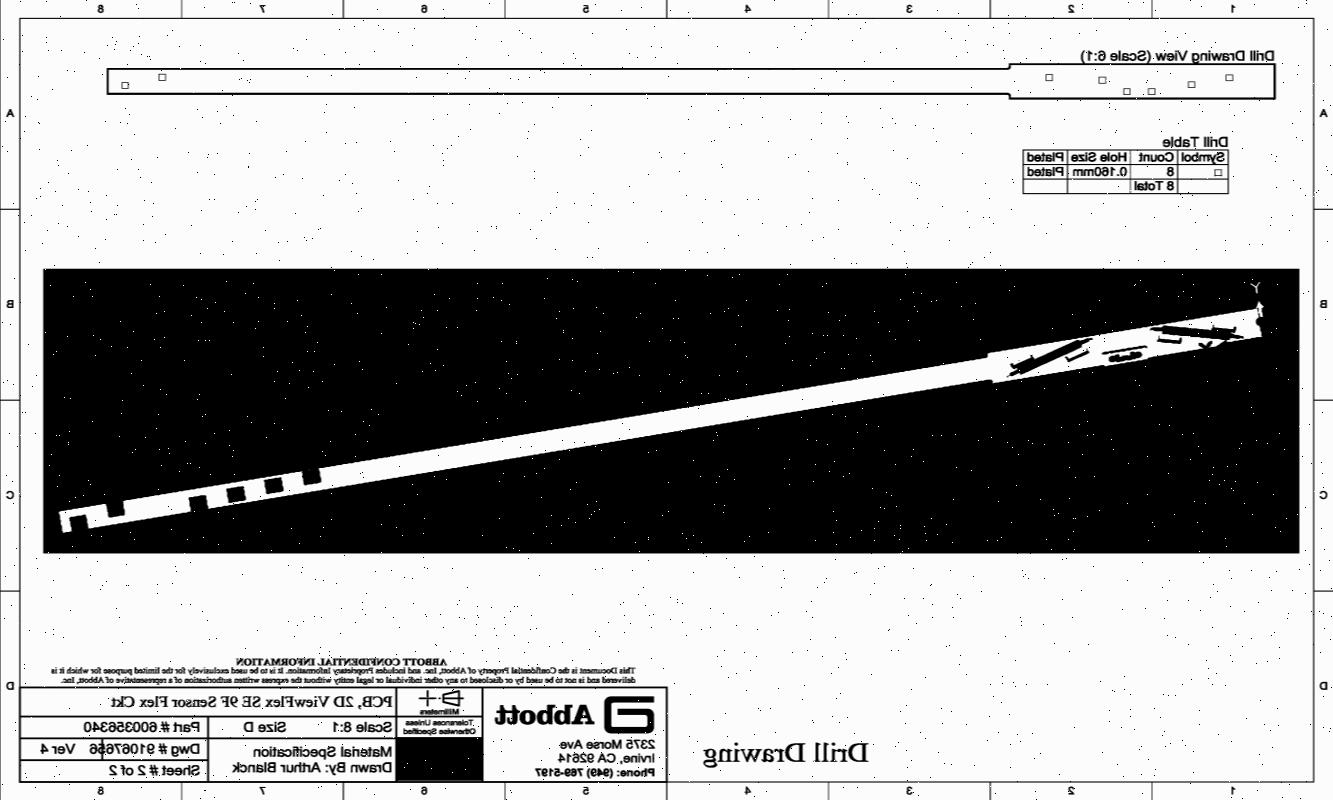 8 7 6 5 4 3 2 1
Drill Drawing View (Scale 6:1)
A A
Drill Table
Symbol Count Hole Size Plated
□ 8 0.160mm Plated
8 Total
B B
Y
X
C C
ABBOTT CONFIDENTIAL INFORMATION
This Document is the Confidential Property of Abbott, Inc. and includes Proprietary Information. It is to be used exclusively for the limited purpose for which it is
delivered and is not to be used by or disclosed to any other individual or legal entity without the express written authorization of a representative of Abbott, Inc.
D D
Abbott
2375 Morse Ave
Irvine, CA 92614
Phone: (949) 769-5197
Millimeters
Tolerances Unless
Otherwise Specified
PCB, 2D ViewFlex SE 9F Sensor Flex Ckt
Scale 8:1 Size D Part # 600356340
Material Specification
Drawn By: Arthur Blanck
Dwg # 91067656 Ver 4
Sheet # 2 of 2
Drill Drawing
8 7 6 5 4 3 2 1